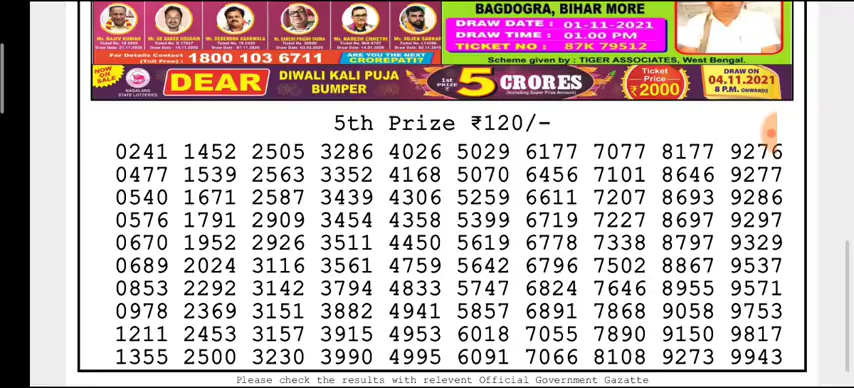 BAGDOGRA, BIHAR MORE
DRAW DATE : 01-11-2021
DRAW TIME : 01.00 PM
TICKET NO : 87K 79512
For Details Contact (Toll Free) : 1800 103 6711
ARE YOU THE NEW CROREPATI?
Scheme given by : TIGER ASSOCIATES, West Bengal.
NOW ON SALE
NAGALAND STATE LOTTERIES
DEAR
DIWALI KALI PUJA BUMPER
1st PRIZE ₹ 5 CRORES
(Including Super Prize Amount)
Ticket Price ₹2000
DRAW ON 04.11.2021 8 P.M. ONWARDS
5th Prize ₹120/-
0241 1452 2505 3286 4026 5029 6177 7077 8177 9276
0477 1539 2563 3352 4168 5070 6456 7101 8646 9277
0540 1671 2587 3439 4306 5259 6611 7207 8693 9286
0576 1791 2909 3454 4358 5399 6719 7227 8697 9297
0670 1952 2926 3511 4450 5619 6778 7338 8797 9329
0689 2024 3116 3561 4759 5642 6796 7502 8867 9537
0853 2292 3142 3794 4833 5747 6824 7646 8955 9571
0978 2369 3151 3882 4941 5857 6891 7868 9058 9753
1211 2453 3157 3915 4953 6018 7055 7890 9150 9817
1355 2500 3230 3990 4995 6091 7066 8108 9273 9943
Please check the results with relevent Official Government Gazatte